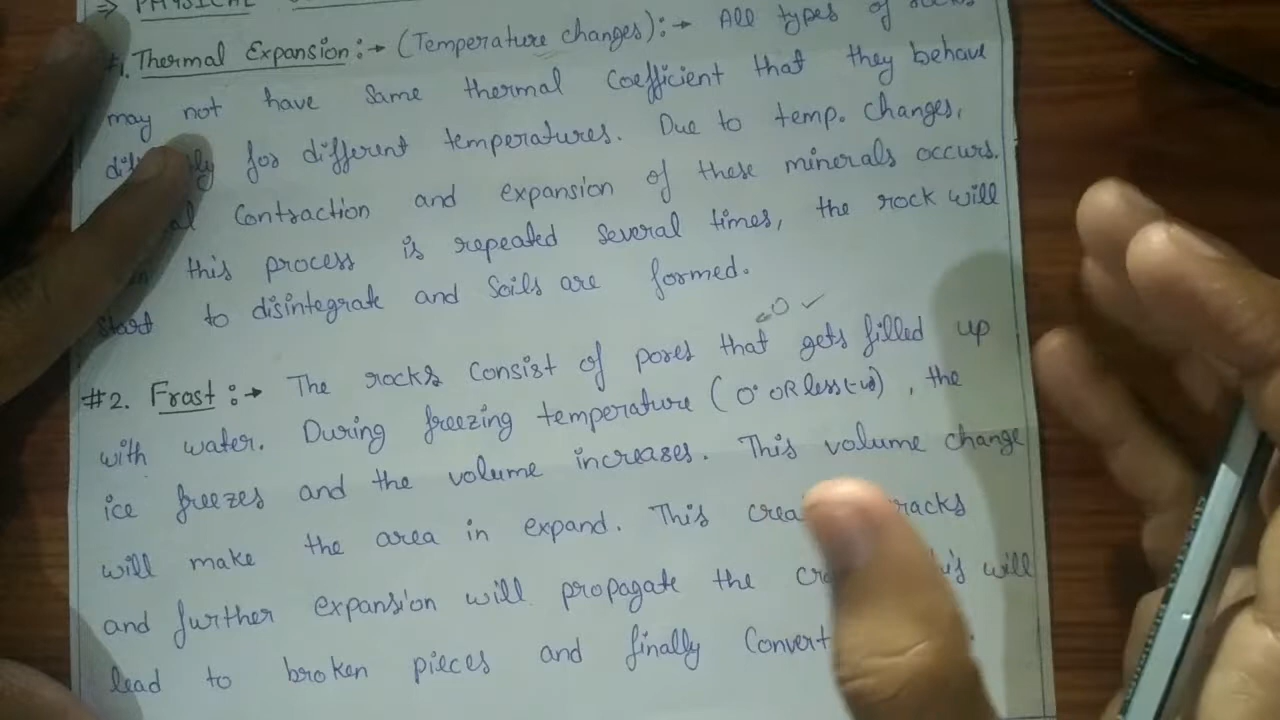 ⇒ PHYSICAL
#1. Thermal Expansion :→ (Temperature changes) :→ All types of rocks
may not have same thermal coefficient that they behave
for different temperatures. Due to temp. changes,
contraction and expansion of these minerals occurs.
this process is repeated several times, the rock will
start to disintegrate and soils are formed.
<0 ✓
#2. Frost :→ The rocks consist of pores that gets filled up
with water. During freezing temperature (0° OR less), the
ice freezes and the volume increases. This volume change
will make the area in expand. This cracks
and further expansion will propagate the will
lead to broken pieces and finally convert